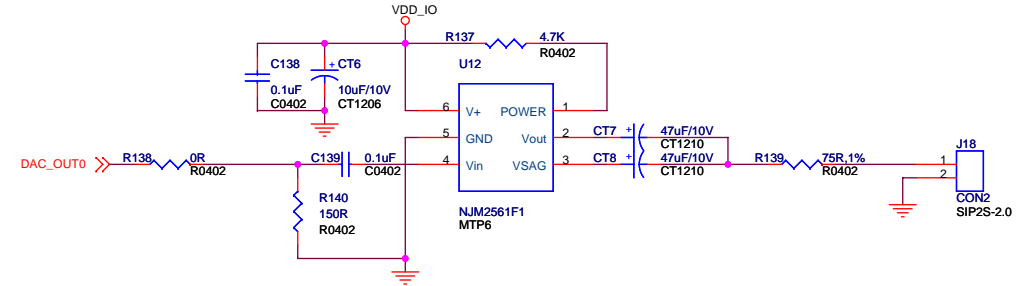 VDD_IO
R137
4.7K
R0402
C138
0.1uF
C0402
+ CT6
10uF/10V
CT1206
U12
6
V+
POWER
1
5
GND
Vout
2
4
Vin
VSAG
3
NJM2561F1
MTP6
CT7
+
47uF/10V
CT1210
CT8
+
47uF/10V
CT1210
DAC_OUT0
R138
0R
R0402
C139
0.1uF
C0402
R140
150R
R0402
R139
75R,1%
R0402
J18
1
2
CON2
SIP2S-2.0